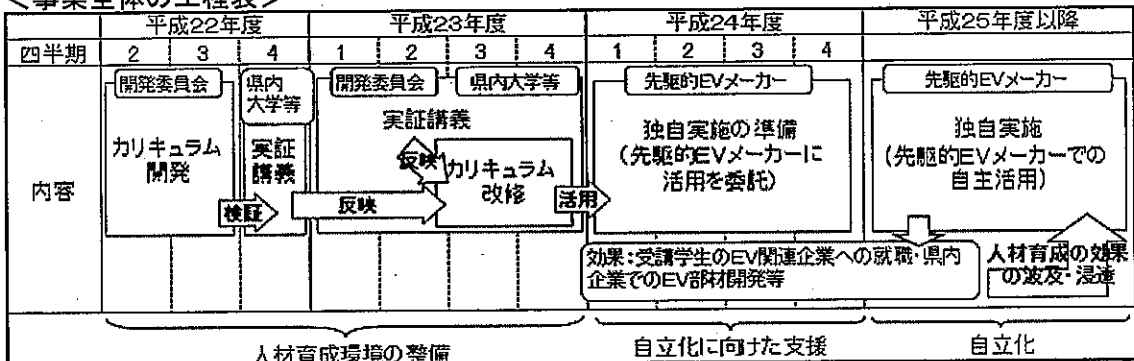 ＜事業全体の工程表＞
平成22年度 平成23年度 平成24年度 平成25年度以降
四半期 2 3 4 1 2 3 4 1 2 3 4
開発委員会 県内大学等 開発委員会 県内大学等 先駆的EVメーカー 先駆的EVメーカー
内容
カリキュラム
開発
検証
実証
講義
実証講義
反映
反映
カリキュラム
改修
活用
独自実施の準備
(先駆的EVメーカーに
活用を委託)
独自実施
(先駆的EVメーカーでの
自主活用)
効果:受講学生のEV関連企業への就職・県内
企業でのEV部材開発等
人材育成の効果
の波及・浸透
人材育成環境の整備 自立化に向けた支援 自立化